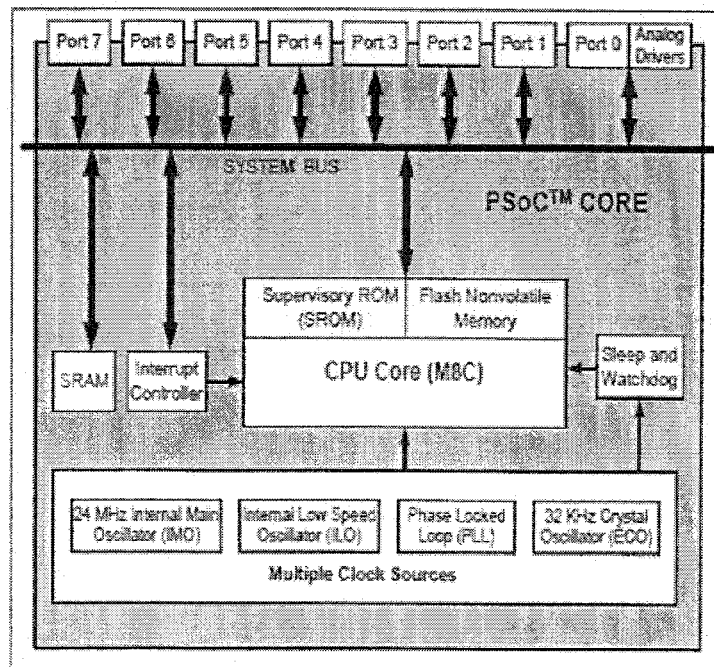 Port 7
Port 6
Port 5
Port 4
Port 3
Port 2
Port 1
Port 0
Analog
Drivers
SYSTEM BUS
PSoC™ CORE
Supervisory ROM
(SROM)
Flash Nonvolatile
Memory
CPU Core (M8C)
SRAM
Interrupt
Controller
Sleep and
Watchdog
24 MHz Internal Main
Oscillator (IMO)
Internal Low Speed
Oscillator (ILO)
Phase Locked
Loop (PLL)
32 KHz Crystal
Oscillator (ECO)
Multiple Clock Sources